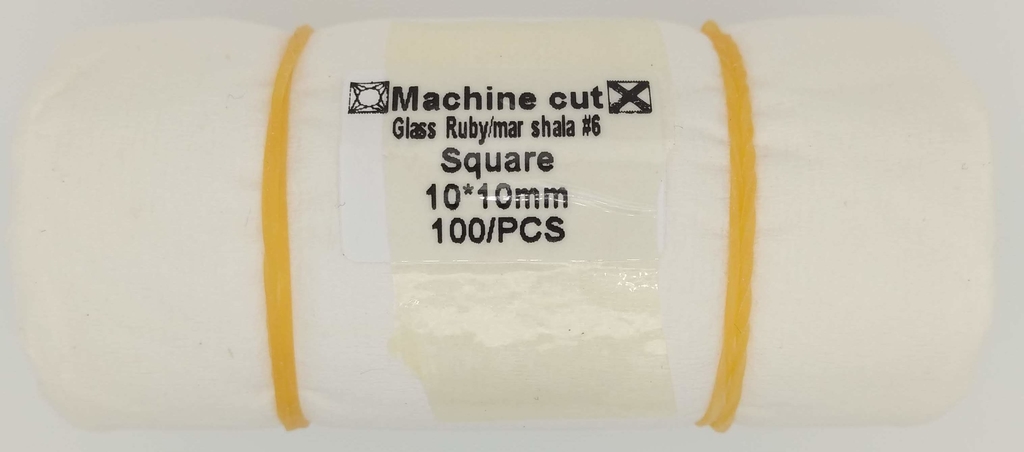 Machine cut
Glass Ruby/mar shala #6
Square
10*10mm
100/PCS